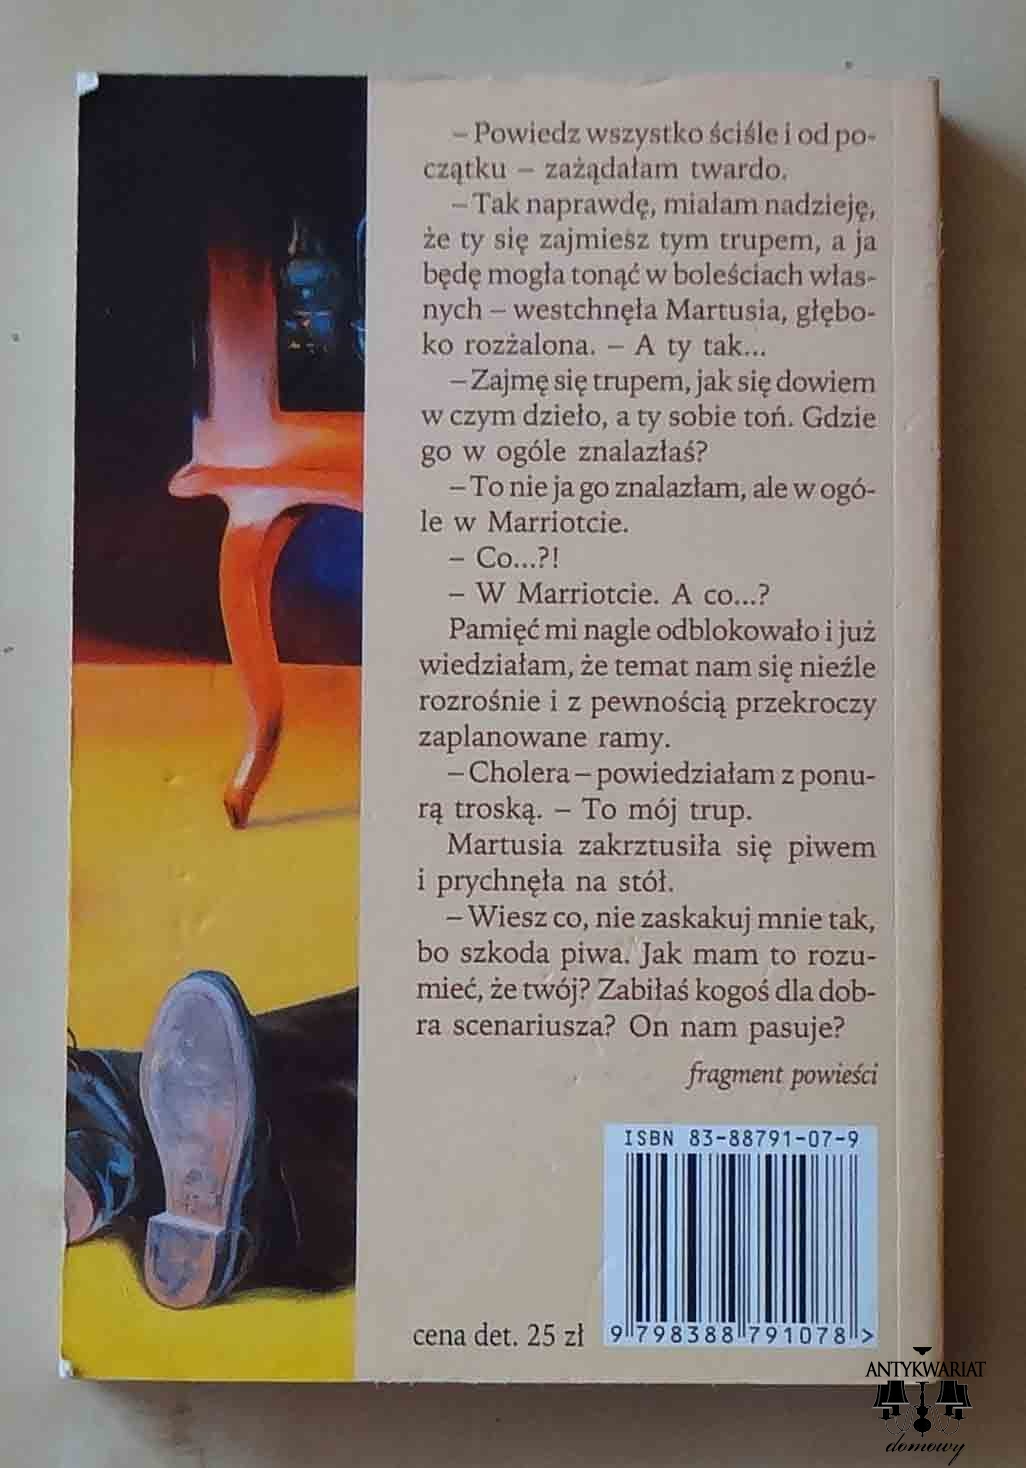 – Powiedz wszystko ściśle i od po-
czątku – zażądałam twardo.
– Tak naprawdę, miałam nadzieję,
że ty się zajmiesz tym trupem, a ja
będę mogła tonąć w boleściach włas-
nych – westchnęła Martusia, głębo-
ko rozżalona. – A ty tak...
– Zajmę się trupem, jak się dowiem
w czym dzieło, a ty sobie toń. Gdzie
go w ogóle znalazłaś?
– To nie ja go znalazłam, ale w ogó-
le w Marriotcie.
– Co...?!
– W Marriotcie. A co...?
Pamięć mi nagle odblokowało i już
wiedziałam, że temat nam się nieźle
rozrośnie i z pewnością przekroczy
zaplanowane ramy.
– Cholera – powiedziałam z ponu-
rą troską. – To mój trup.
Martusia zakrztusiła się piwem
i prychnęła na stół.
– Wiesz co, nie zaskakuj mnie tak,
bo szkoda piwa. Jak mam to rozu-
mieć, że twój? Zabiłaś kogoś dla dob-
ra scenariusza? On nam pasuje?
fragment powieści
ISBN 83-88791-07-9
9 798388 791078 >
cena det. 25 zł
ANTYKWARIAT
domowy